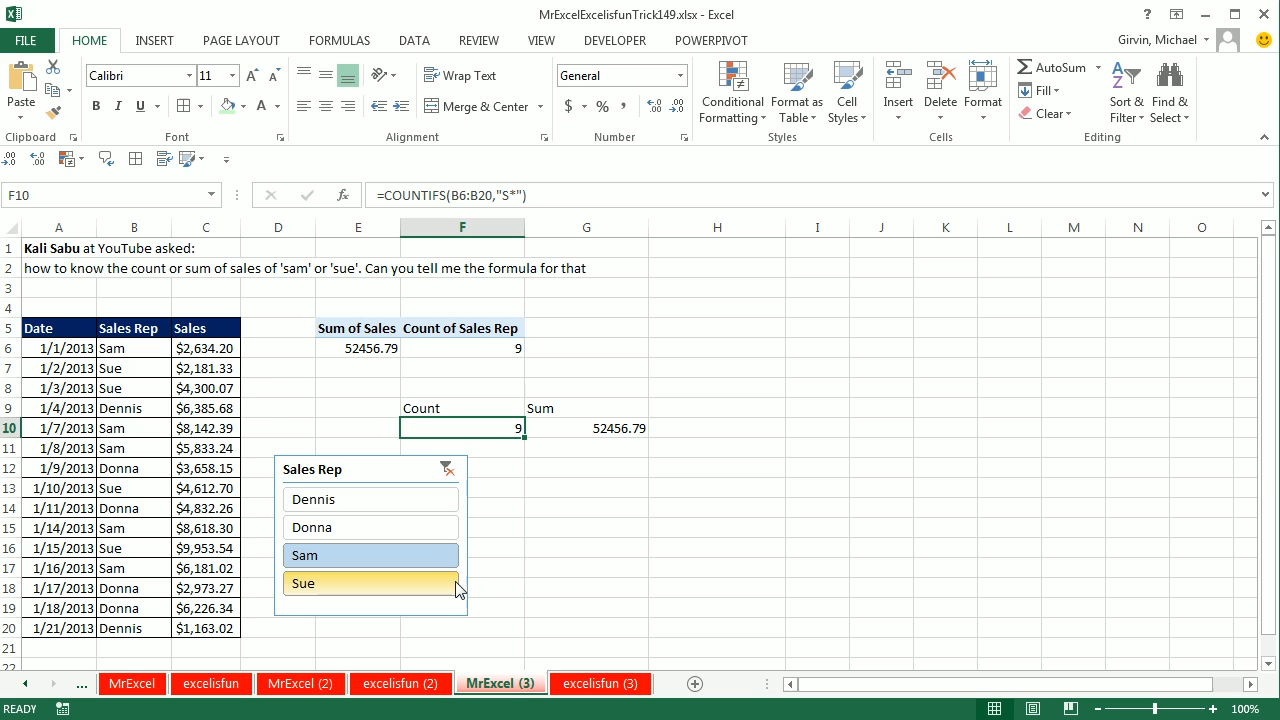 MrExcelExcelisfunTrick149.xlsx - Excel
FILE HOME INSERT PAGE LAYOUT FORMULAS DATA REVIEW VIEW DEVELOPER POWERPIVOT Girvin, Michael
Calibri 11 Wrap Text General AutoSum
Paste Conditional Formatting Format as Table Cell Styles Insert Delete Format Fill Sort & Filter Find & Select
B I U A Merge & Center $ % , Clear
Clipboard Font Alignment Number Styles Cells Editing
F10 fx =COUNTIFS(B6:B20,"S*")
A B C D E F G H I J K L M N O
1 Kali Sabu at YouTube asked:
2 how to know the count or sum of sales of 'sam' or 'sue'. Can you tell me the formula for that
3
4
5 Date Sales Rep Sales Sum of Sales Count of Sales Rep
6 1/1/2013 Sam $2,634.20 52456.79 9
7 1/2/2013 Sue $2,181.33
8 1/3/2013 Sue $4,300.07
9 1/4/2013 Dennis $6,385.68 Count Sum
10 1/7/2013 Sam $8,142.39 9 52456.79
11 1/8/2013 Sam $5,833.24
12 1/9/2013 Donna $3,658.15 Sales Rep
13 1/10/2013 Sue $4,612.70 Dennis
14 1/11/2013 Donna $4,832.26 Donna
15 1/14/2013 Sam $8,618.30
16 1/15/2013 Sue $9,953.54 Sam
17 1/16/2013 Sam $6,181.02 Sue
18 1/17/2013 Donna $2,973.27
19 1/18/2013 Donna $6,226.34
20 1/21/2013 Dennis $1,163.02
21
22
... MrExcel excelisfun MrExcel (2) excelisfun (2) MrExcel (3) excelisfun (3)
READY 100%